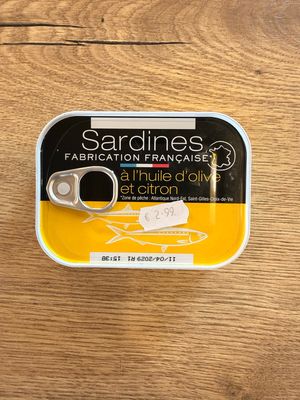 Sardines
FABRICATION FRANÇAISE
à l'huile d'olive
et citron
*Zone de pêche : Atlantique Nord-Est, Saint-Gilles-Croix-de-Vie
€ 2.99
11/04/2029 R1 15:38